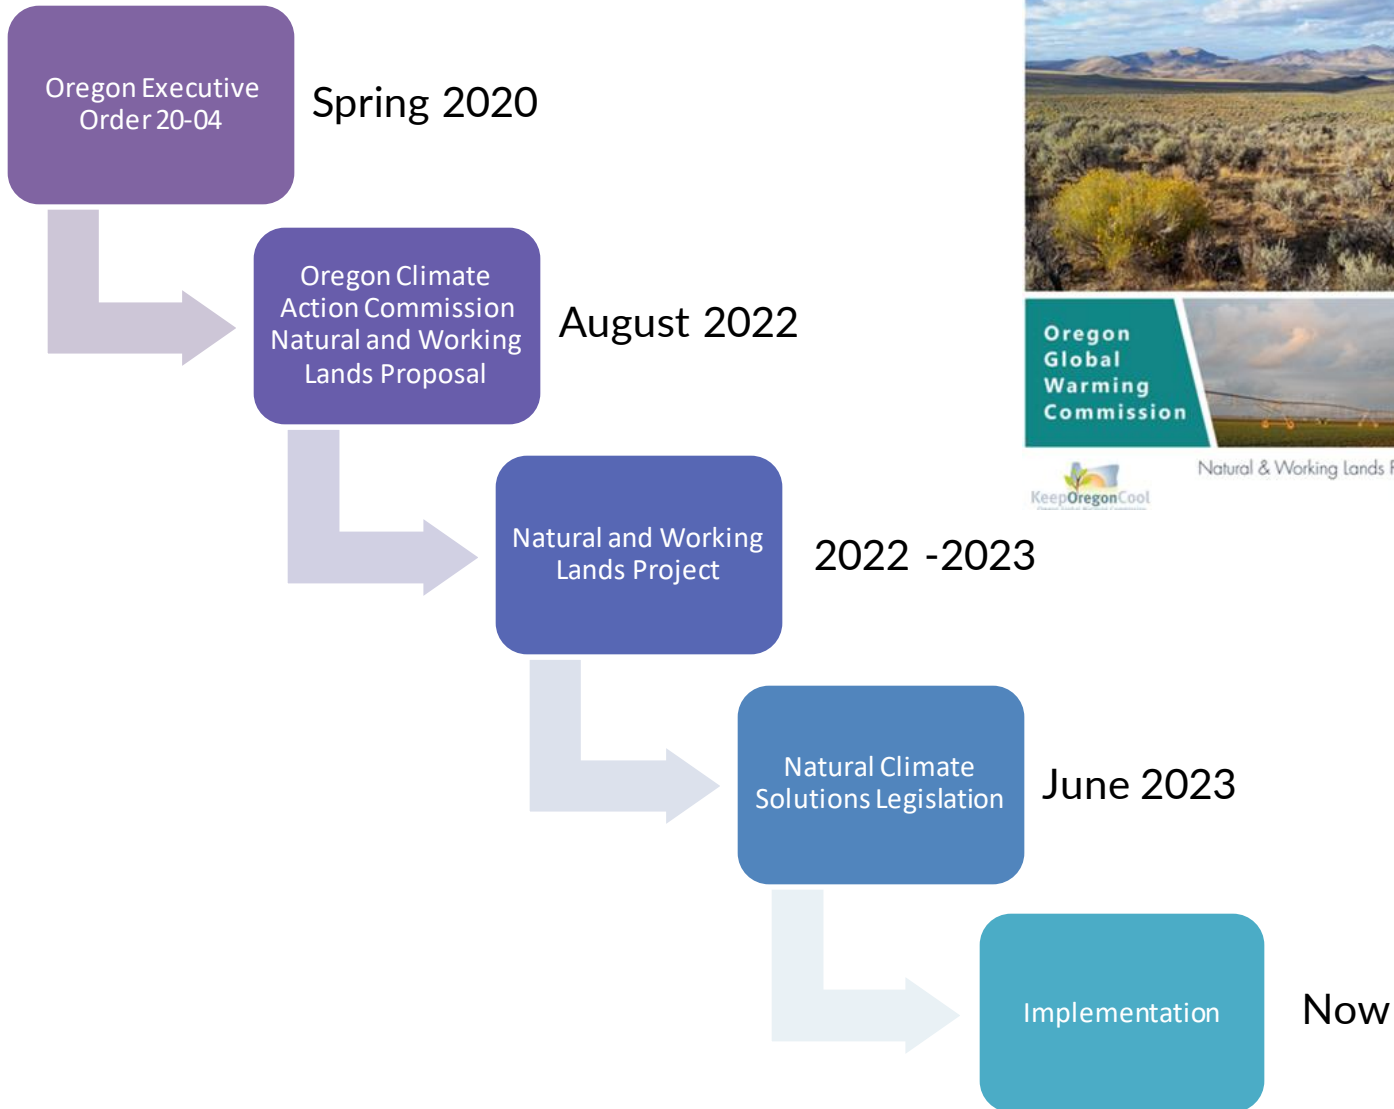 Oregon Executive
Order 20-04
Spring 2020
Oregon Climate
Action Commission
Natural and Working
Lands Proposal
August 2022
Oregon
Global
Warming
Commission
Natural & Working Lands
KeepOregonCool
Natural and Working
Lands Project
2022 -2023
Natural Climate
Solutions Legislation
June 2023
Implementation
Now